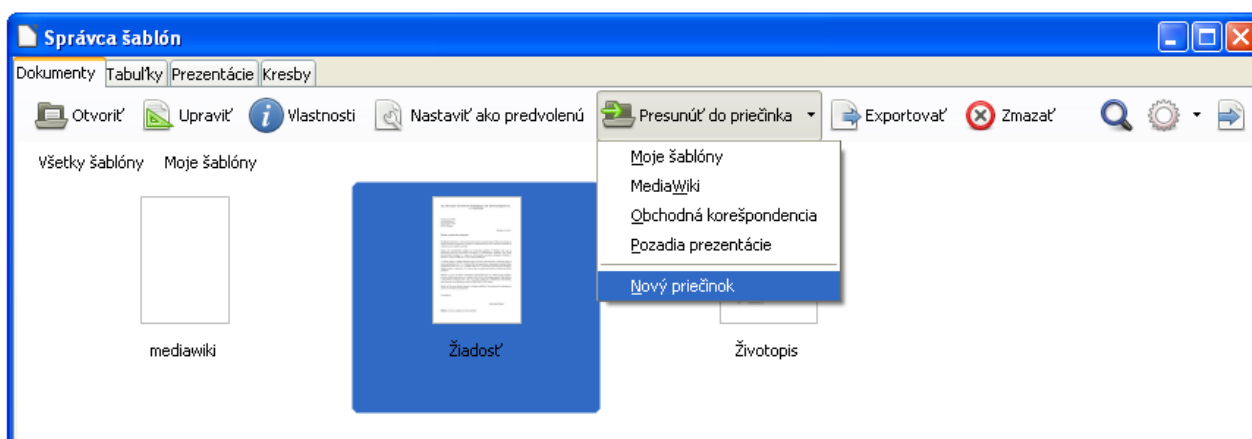 Správca šablón
Dokumenty Tabuľky Prezentácie Kresby
Otvoriť Upraviť Vlastnosti Nastaviť ako predvolenú Presunúť do priečinka Exportovať Zmazať
Všetky šablóny Moje šablóny
Moje šablóny
MediaWiki
Obchodná korešpondencia
Pozadia prezentácie
Nový priečinok
mediawiki Žiadosť Životopis